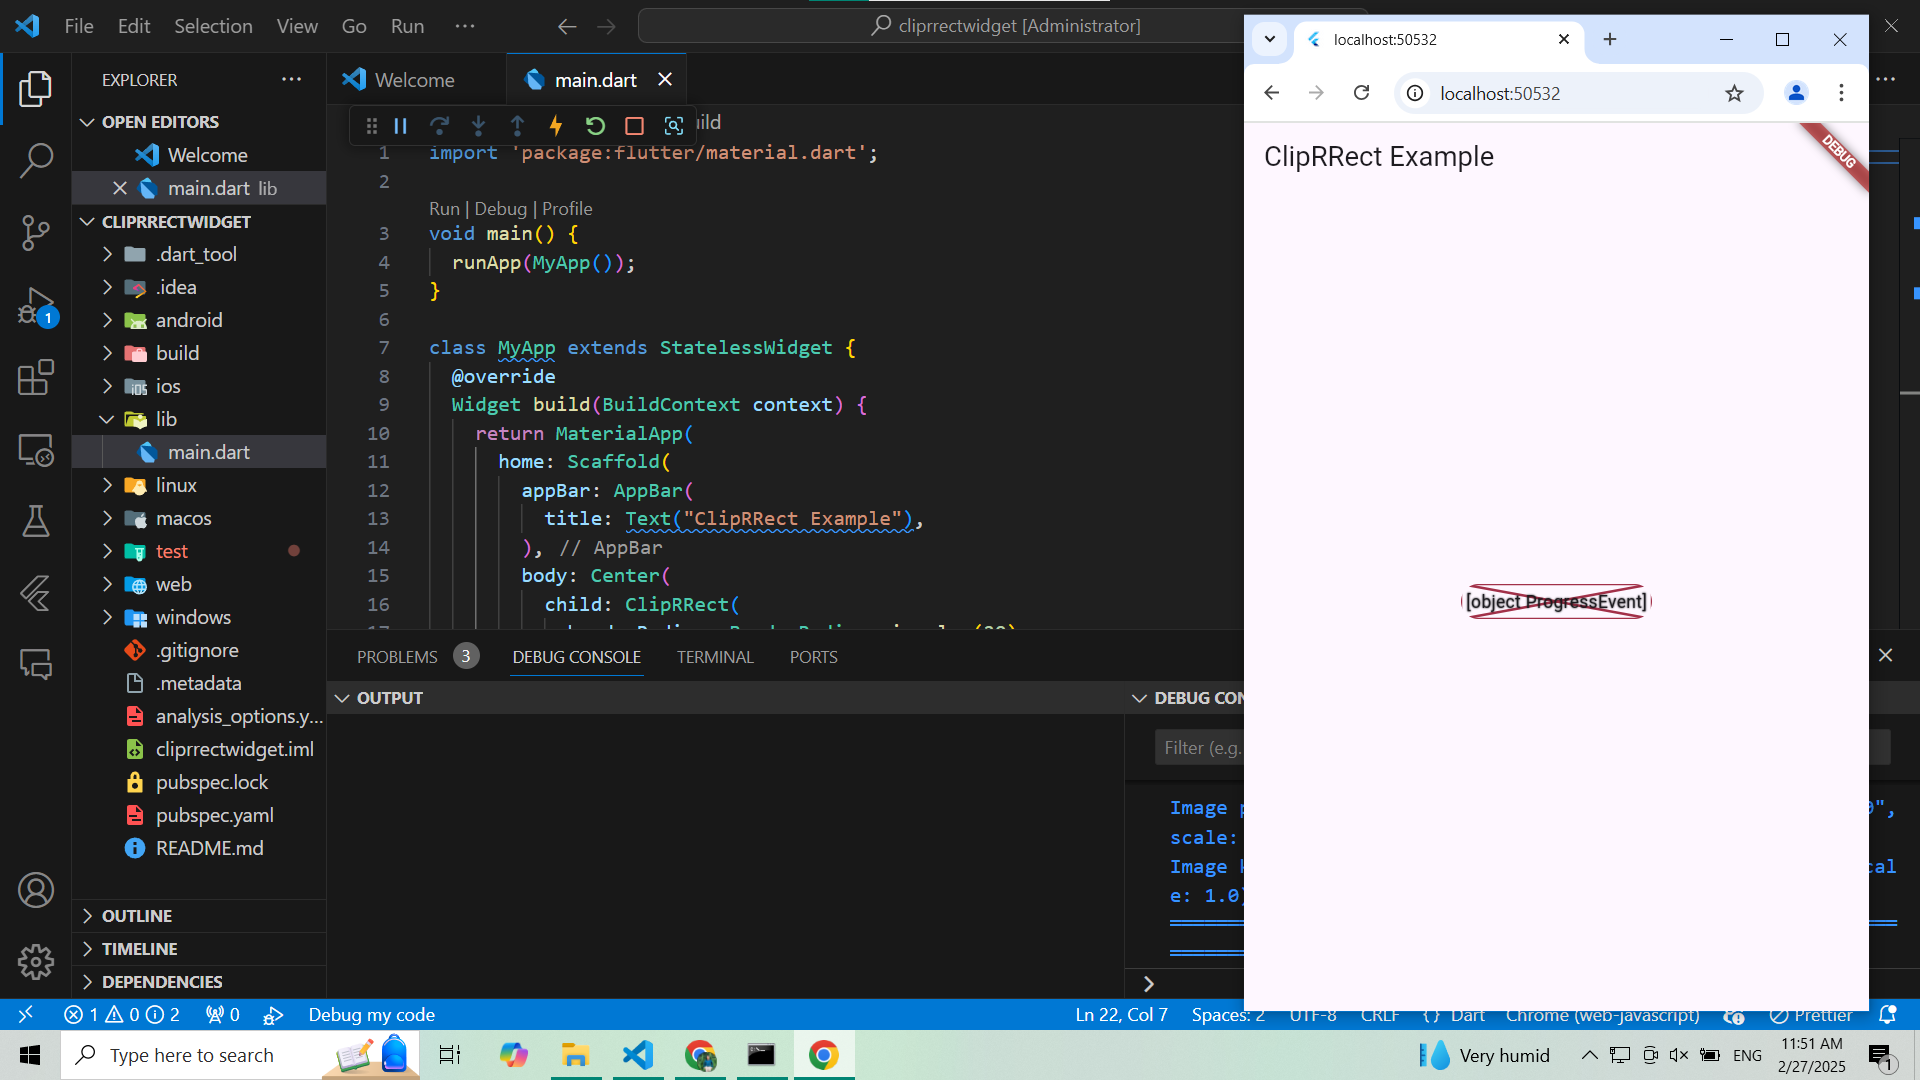 File Edit Selection View Go Run
cliprrectwidget [Administrator]
EXPLORER
OPEN EDITORS
Welcome
main.dart lib
CLIPRRECTWIDGET
.dart_tool
.idea
android
build
ios
lib
main.dart
linux
macos
test
web
windows
.gitignore
.metadata
analysis_options.y...
cliprrectwidget.iml
pubspec.lock
pubspec.yaml
README.md
OUTLINE
TIMELINE
DEPENDENCIES
1
Welcome
main.dart
1 import 'package:flutter/material.dart';
2
Run | Debug | Profile
3 void main() {
4 runApp(MyApp());
5 }
6
7 class MyApp extends StatelessWidget {
8 @override
9 Widget build(BuildContext context) {
10 return MaterialApp(
11 home: Scaffold(
12 appBar: AppBar(
13 title: Text("ClipRRect Example"),
14 ), // AppBar
15 body: Center(
16 child: ClipRRect(
PROBLEMS 3 DEBUG CONSOLE TERMINAL PORTS
OUTPUT
DEBUG CON
Filter (e.g.
Image
scale:
Image
cal
e: 1.0
localhost:50532
localhost:50532
DEBUG
ClipRRect Example
[object ProgressEvent]
1 0 2 0 Debug my code
Ln 22, Col 7 Spaces: 2 UTF-8 CRLF {} Dart Chrome (web-javascript) Prettier
Type here to search
Very humid
ENG
11:51 AM
2/27/2025
1